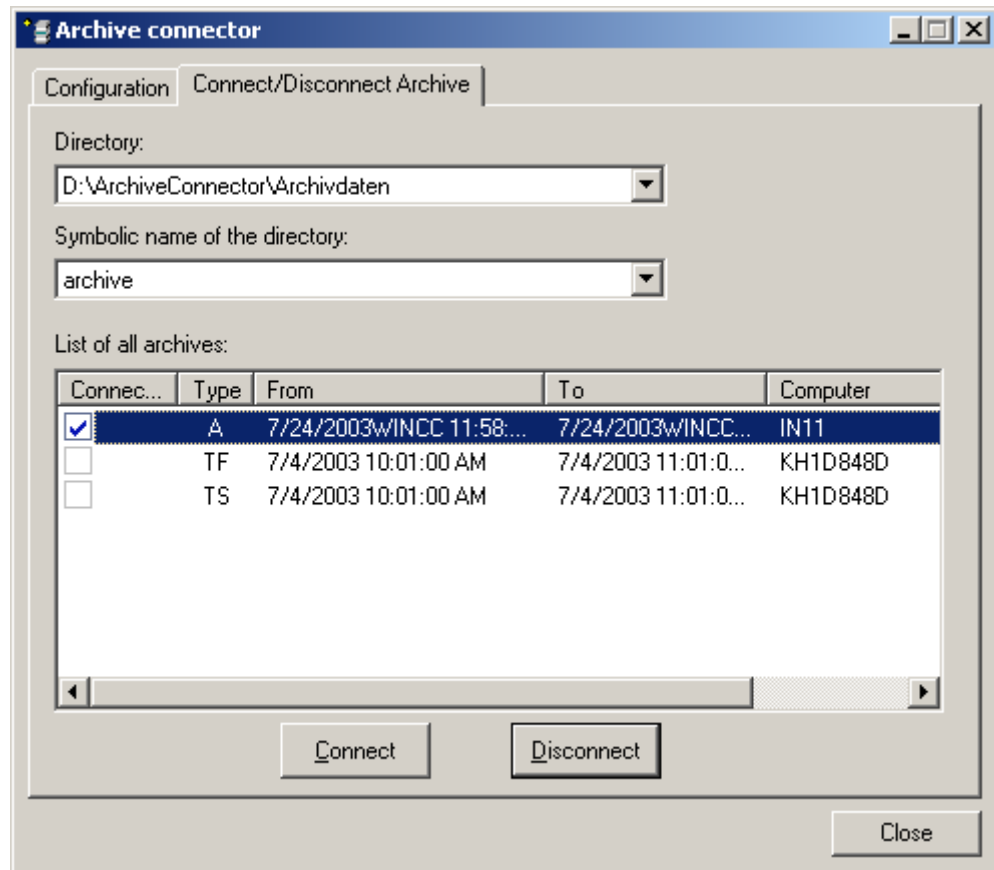 Archive connector
Configuration Connect/Disconnect Archive
Directory:
D:\ArchiveConnector\Archivdaten
Symbolic name of the directory:
archive
List of all archives:
Connec... Type From To Computer
A 7/24/2003WINCC 11:58:... 7/24/2003WINCC... IN11
TF 7/4/2003 10:01:00 AM 7/4/2003 11:01:0... KH1D848D
TS 7/4/2003 10:01:00 AM 7/4/2003 11:01:0... KH1D848D
Connect Disconnect
Close